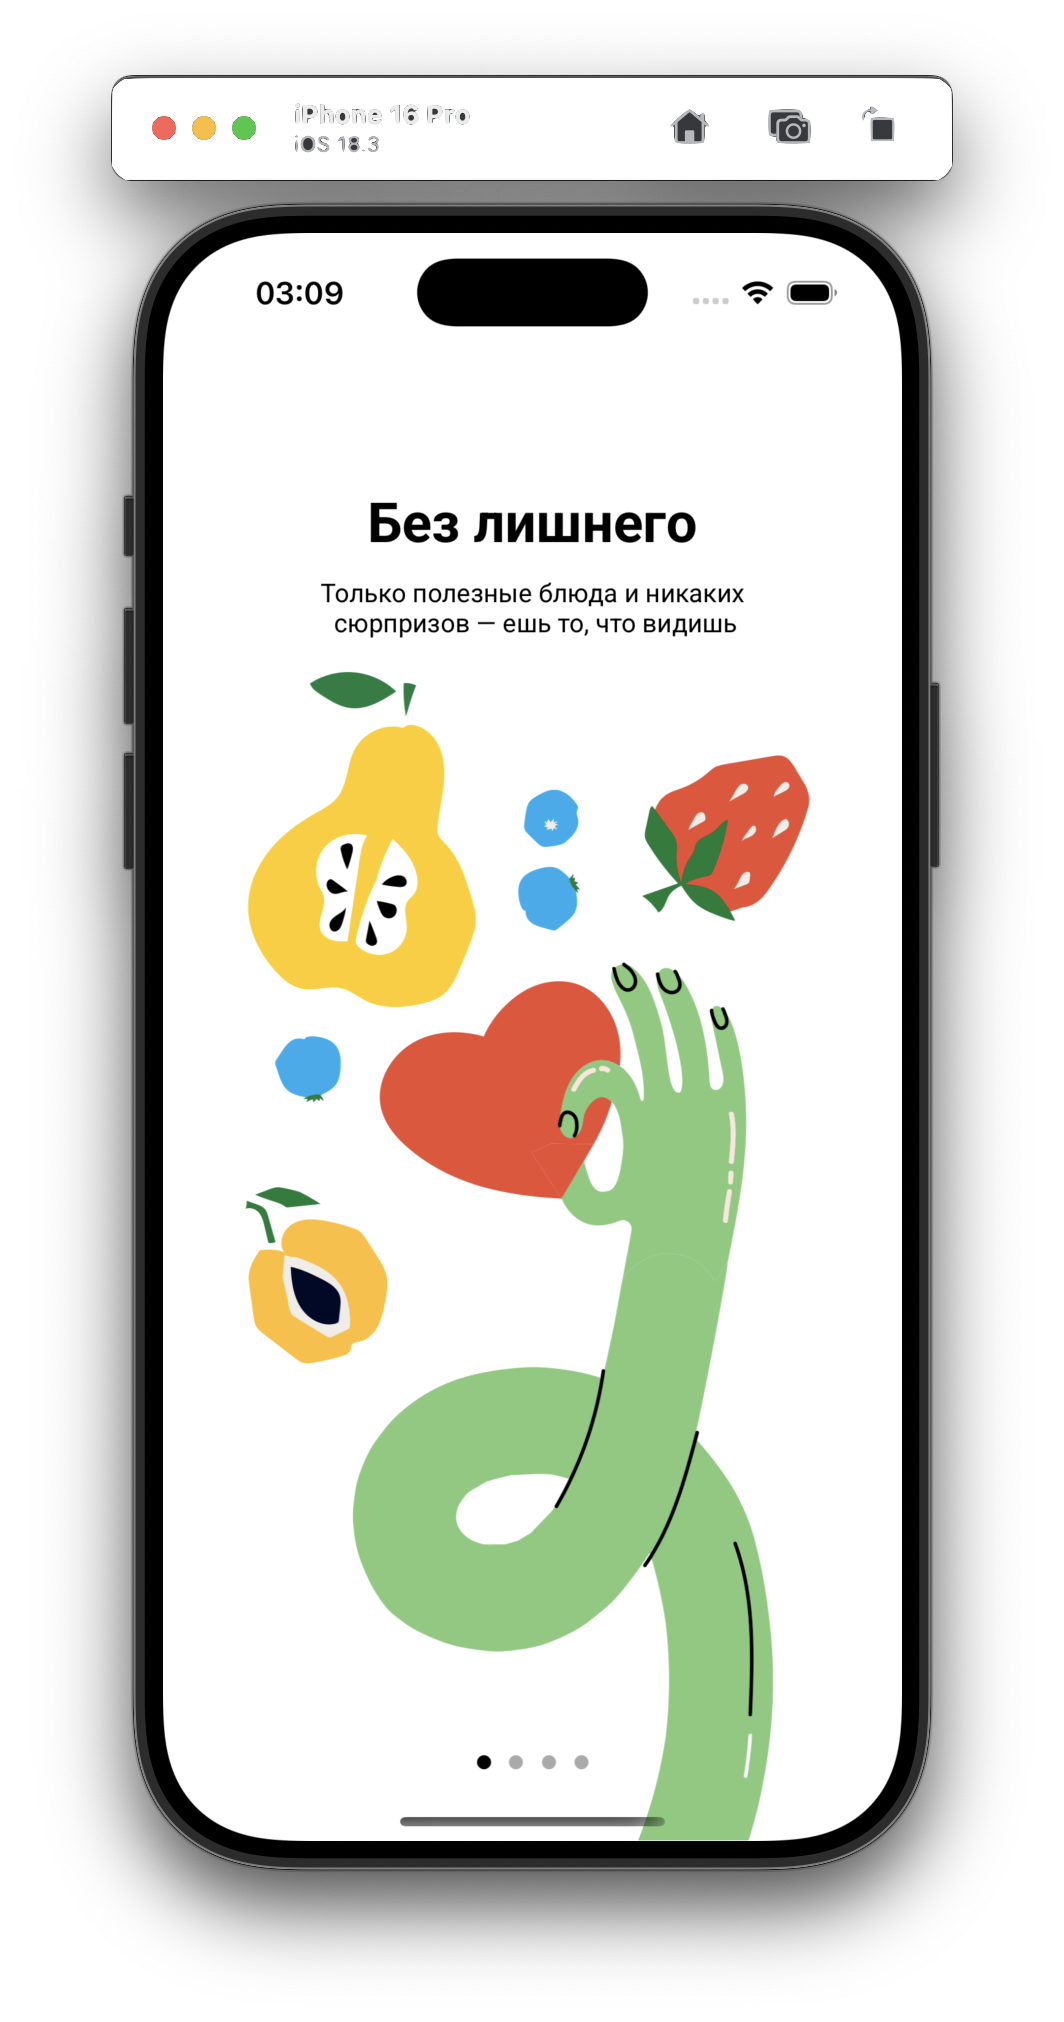 iPhone 16 Pro
iOS 18.3
03:09
Без лишнего
Только полезные блюда и никаких
сюрпризов — ешь то, что видишь